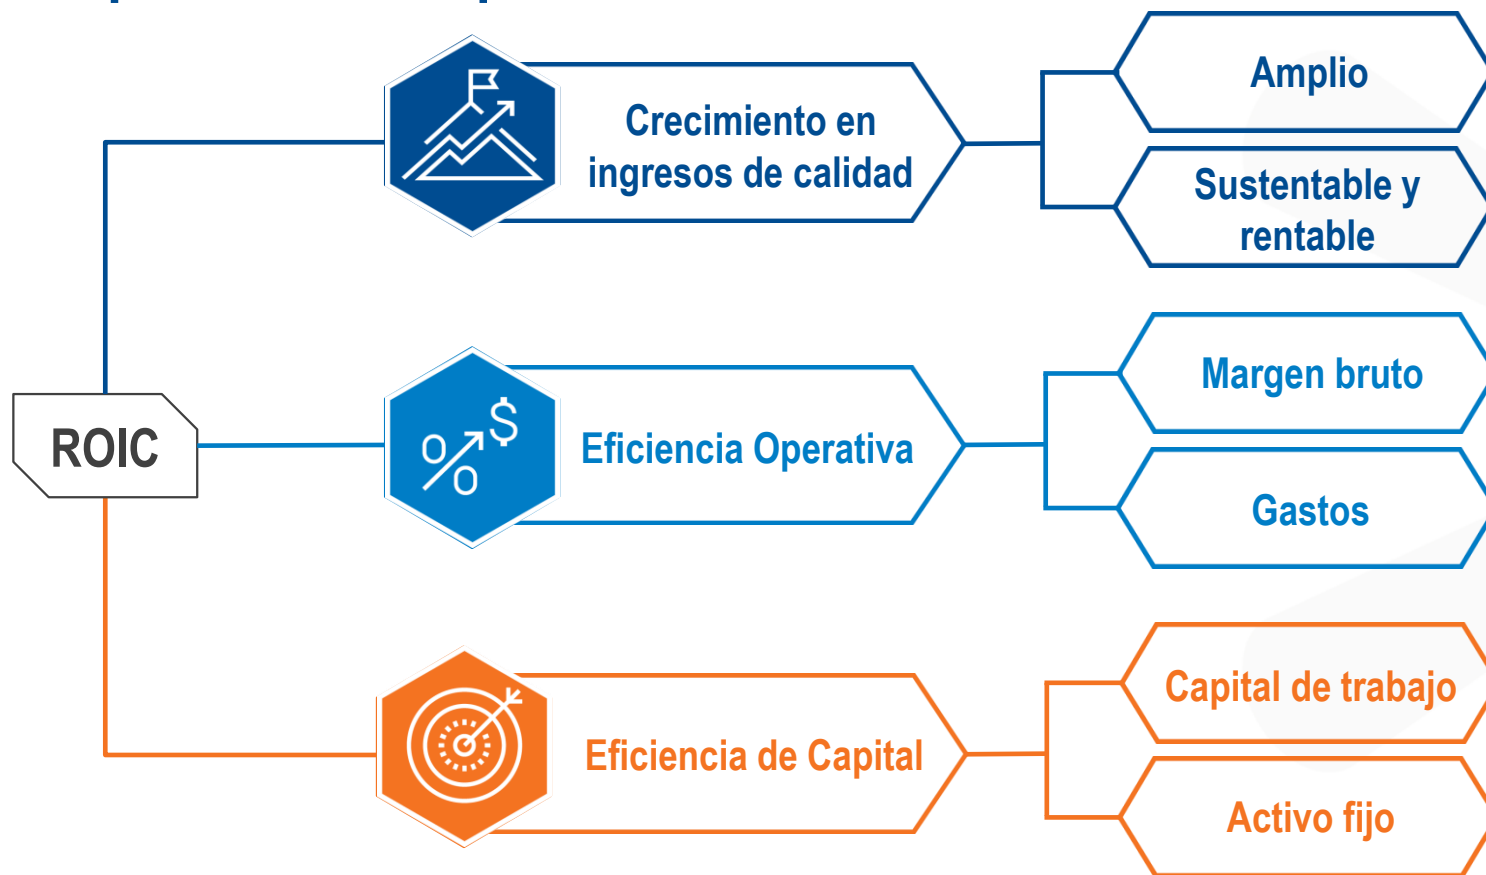 Crecimiento en
ingresos de calidad
Amplio
Sustentable y
rentable
ROIC
% $
Eficiencia Operativa
Margen bruto
Gastos
Eficiencia de Capital
Capital de trabajo
Activo fijo